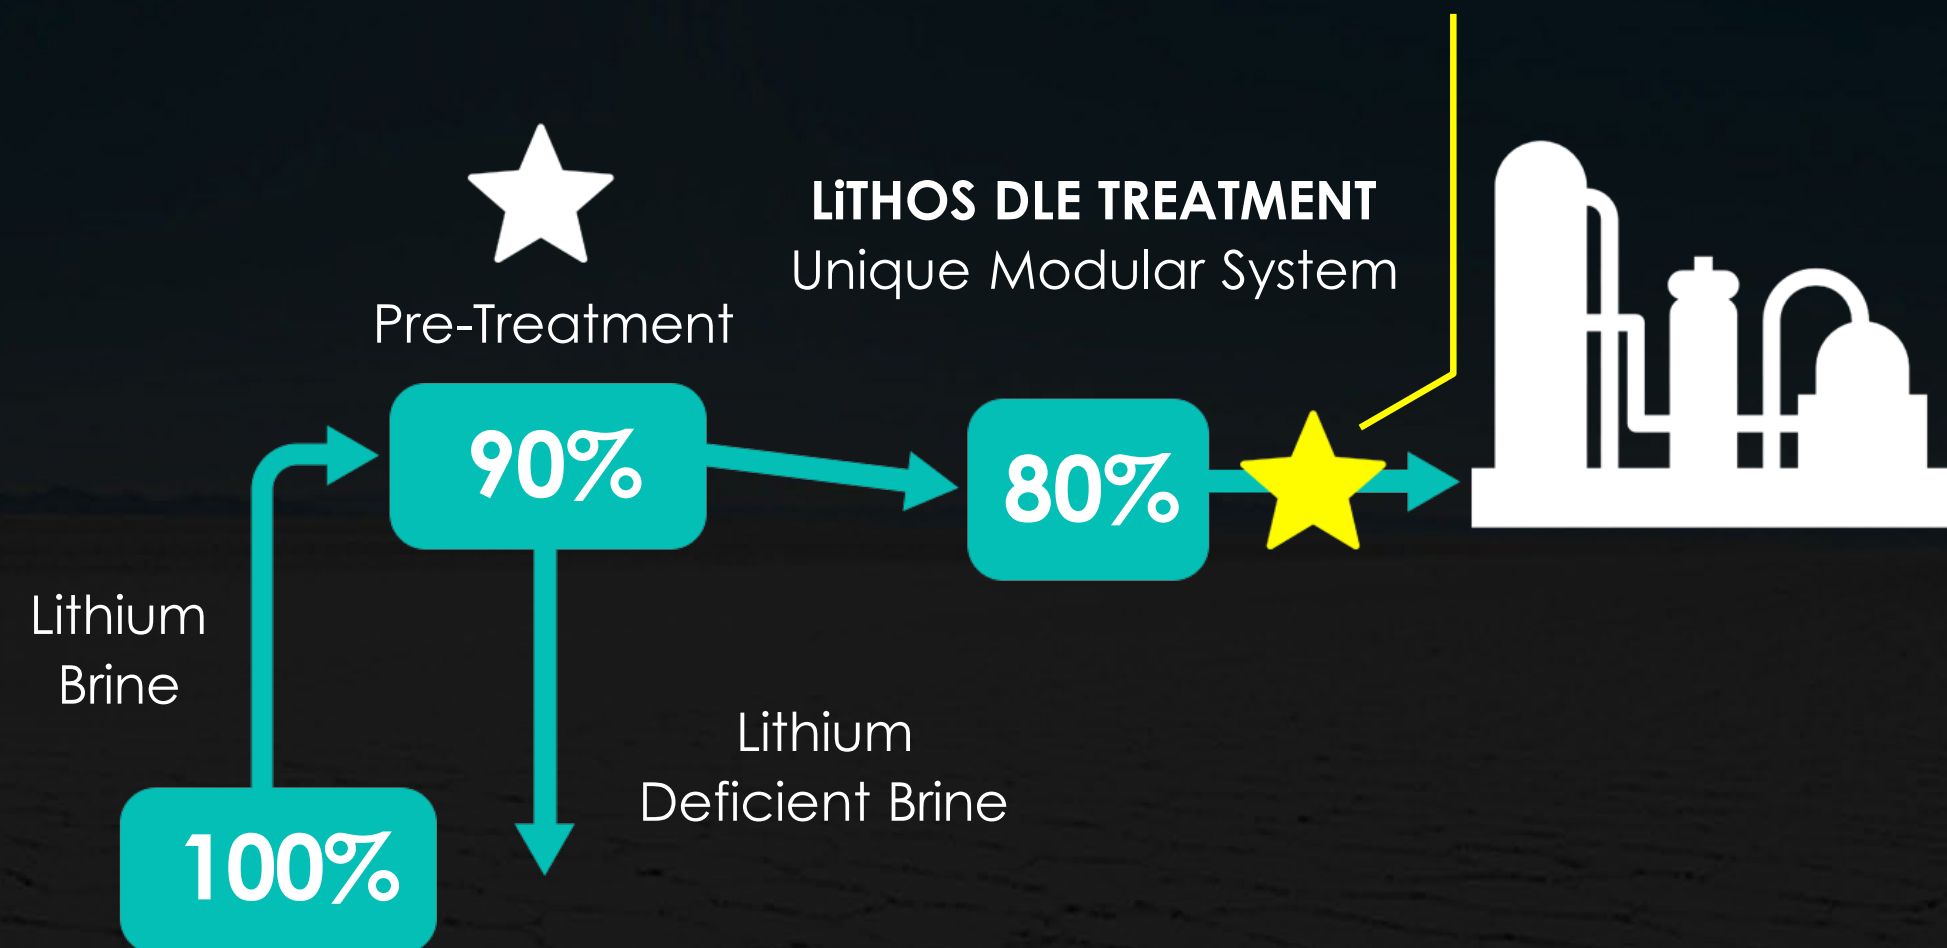 LiTHOS DLE TREATMENT
Unique Modular System
Pre-Treatment
90%
80%
Lithium
Brine
Lithium
Deficient Brine
100%